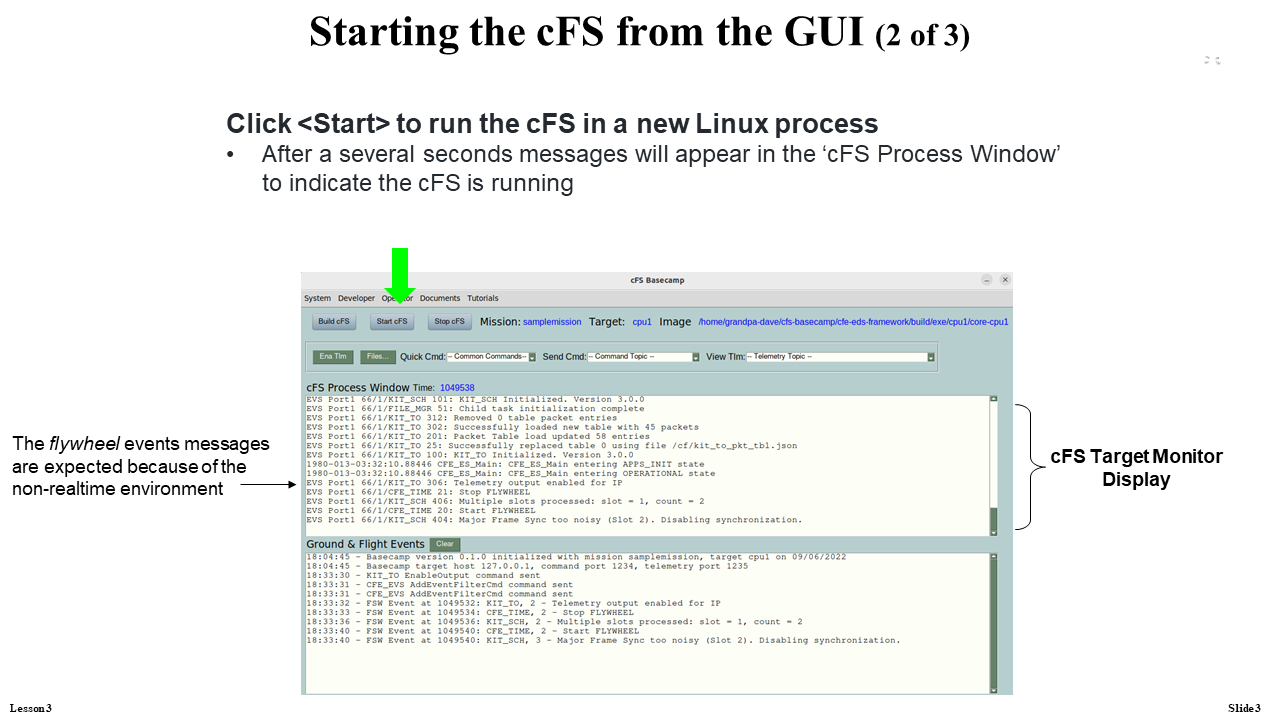 Starting the cFS from the GUI (2 of 3)
Click <Start> to run the cFS in a new Linux process
• After a several seconds messages will appear in the ‘cFS Process Window’
to indicate the cFS is running
cFS Basecamp
System Developer Operator Documents Tutorials
Build cFS Start cFS Stop cFS Mission: samplemission Target: cpu1 Image /home/grandpa-dave/cfs-basecamp/cfe-eds-framework/build/exe/cpu1/core-cpu1
Ena Tlm Files... Quick Cmd: -- Common Commands-- Send Cmd: -- Command Topic -- View Tlm: -- Telemetry Topic --
cFS Process Window Time: 1049538
EVS Port1 66/1/KIT_SCH 101: KIT_SCH Initialized. Version 3.0.0
EVS Port1 66/1/FILE_MGR 51: Child task initialization complete
EVS Port1 66/1/KIT_TO 312: Removed 0 table packet entries
EVS Port1 66/1/KIT_TO 302: Successfully loaded new table with 45 packets
EVS Port1 66/1/KIT_TO 201: Packet Table load updated 58 entries
EVS Port1 66/1/KIT_TO 25: Successfully replaced table 0 using file /cf/kit_to_pkt_tbl.json
EVS Port1 66/1/KIT_TO 100: KIT_TO Initialized. Version 3.0.0
1980-013-03:32:10.88446 CFE_ES_Main: CFE_ES_Main entering APPS_INIT state
1980-013-03:32:10.88446 CFE_ES_Main: CFE_ES_Main entering OPERATIONAL state
EVS Port1 66/1/KIT_TO 306: Telemetry output enabled for IP
EVS Port1 66/1/CFE_TIME 21: Stop FLYWHEEL
EVS Port1 66/1/KIT_SCH 406: Multiple slots processed: slot = 1, count = 2
EVS Port1 66/1/CFE_TIME 20: Start FLYWHEEL
EVS Port1 66/1/KIT_SCH 404: Major Frame Sync too noisy (Slot 2). Disabling synchronization.
The flywheel events messages
are expected because of the
non-realtime environment
cFS Target Monitor
Display
Ground & Flight Events Clear
18:04:45 - Basecamp version 0.1.0 initialized with mission samplemission, target cpu1 on 09/06/2022
18:04:45 - Basecamp target host 127.0.0.1, command port 1234, telemetry port 1235
18:33:30 - KIT_TO EnableOutput command sent
18:33:31 - CFE_EVS AddEventFilterCmd command sent
18:33:31 - CFE_EVS AddEventFilterCmd command sent
18:33:32 - FSW Event at 1049532: KIT_TO, 2 - Telemetry output enabled for IP
18:33:33 - FSW Event at 1049534: CFE_TIME, 2 - Stop FLYWHEEL
18:33:36 - FSW Event at 1049536: KIT_SCH, 2 - Multiple slots processed: slot = 1, count = 2
18:33:40 - FSW Event at 1049540: CFE_TIME, 2 - Start FLYWHEEL
18:33:40 - FSW Event at 1049540: KIT_SCH, 3 - Major Frame Sync too noisy (Slot 2). Disabling synchronization.
Lesson 3
Slide 3